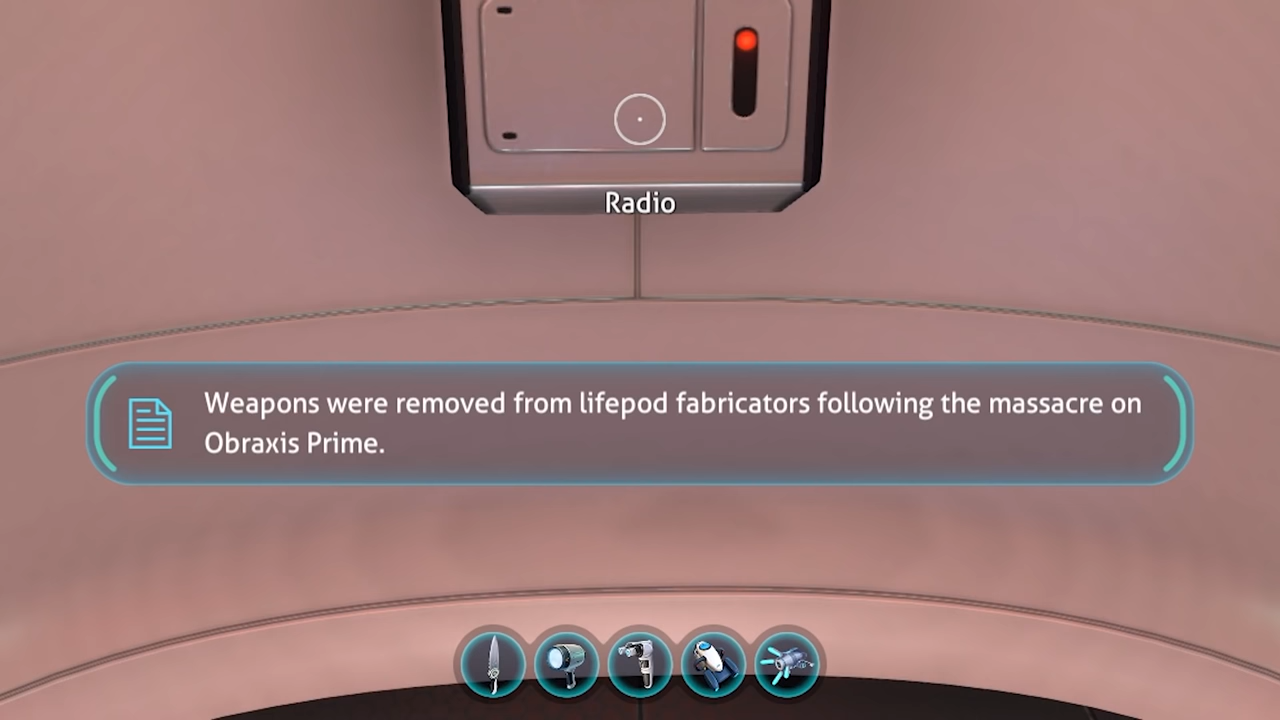 Radio
Weapons were removed from lifepod fabricators following the massacre on
Obraxis Prime.